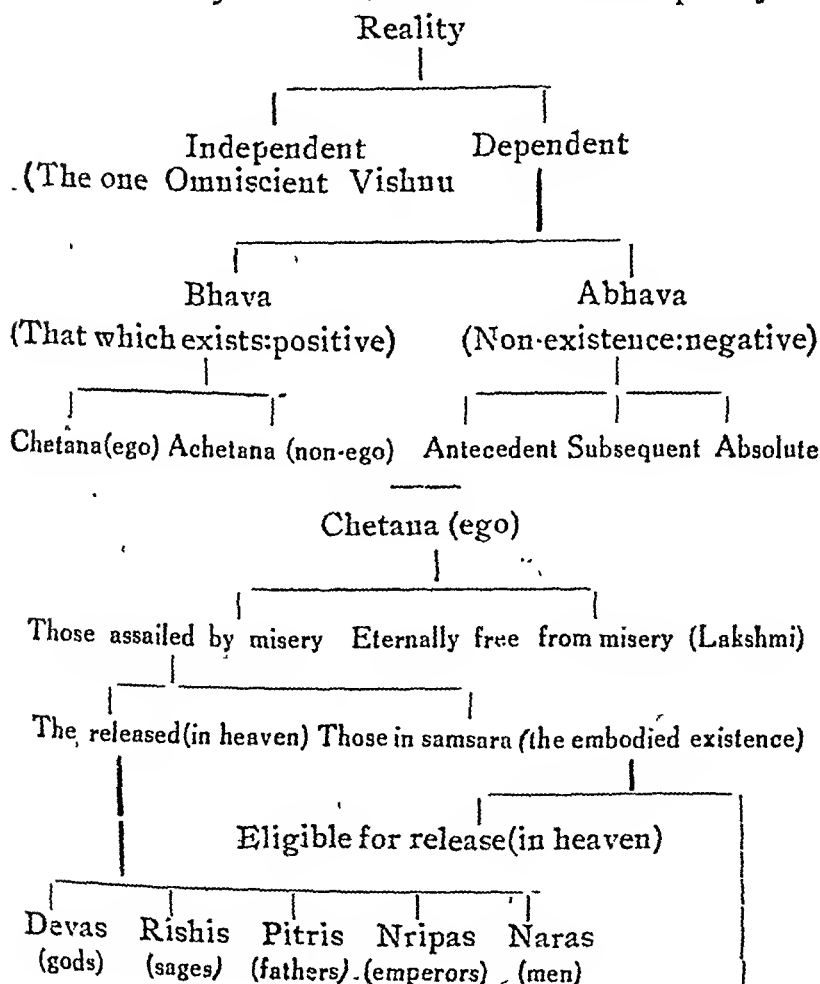 Reality
Independent Dependent
(The one Omniscient Vishnu
Bhava Abhava
(That which exists:positive) (Non-existence:negative)
Chetana(ego) Achetana (non-ego) Antecedent Subsequent Absolute
Chetana (ego)
Those assailed by misery Eternally free from misery (Lakshmi)
The released(in heaven) Those in samsara (the embodied existence)
Eligible for release(in heaven)
Devas Rishis Pitris Nripas Naras
(gods) (sages) (fathers) (emperors) (men)